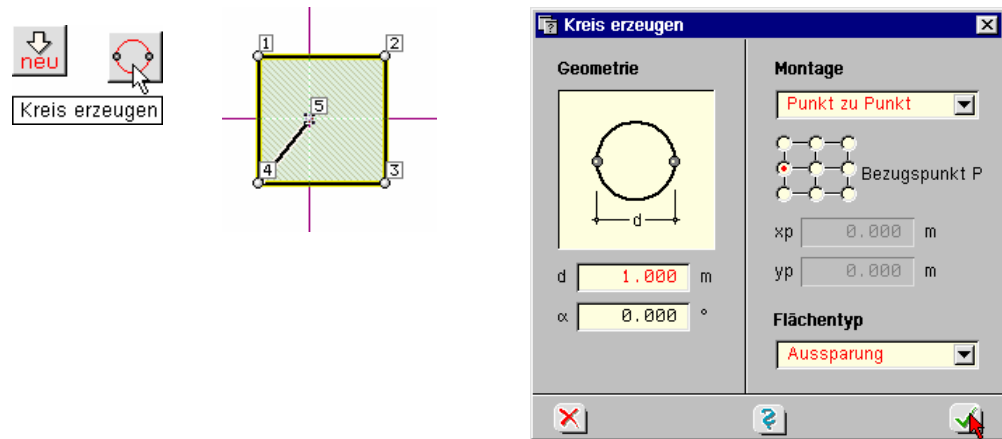 neu
Kreis erzeugen
1
2
5
4
3
Kreis erzeugen
Geometrie
d
d 1.000 m
α 0.000 °
Montage
Punkt zu Punkt
Bezugspunkt P
xp 0.000 m
yp 0.000 m
Flächentyp
Aussparung